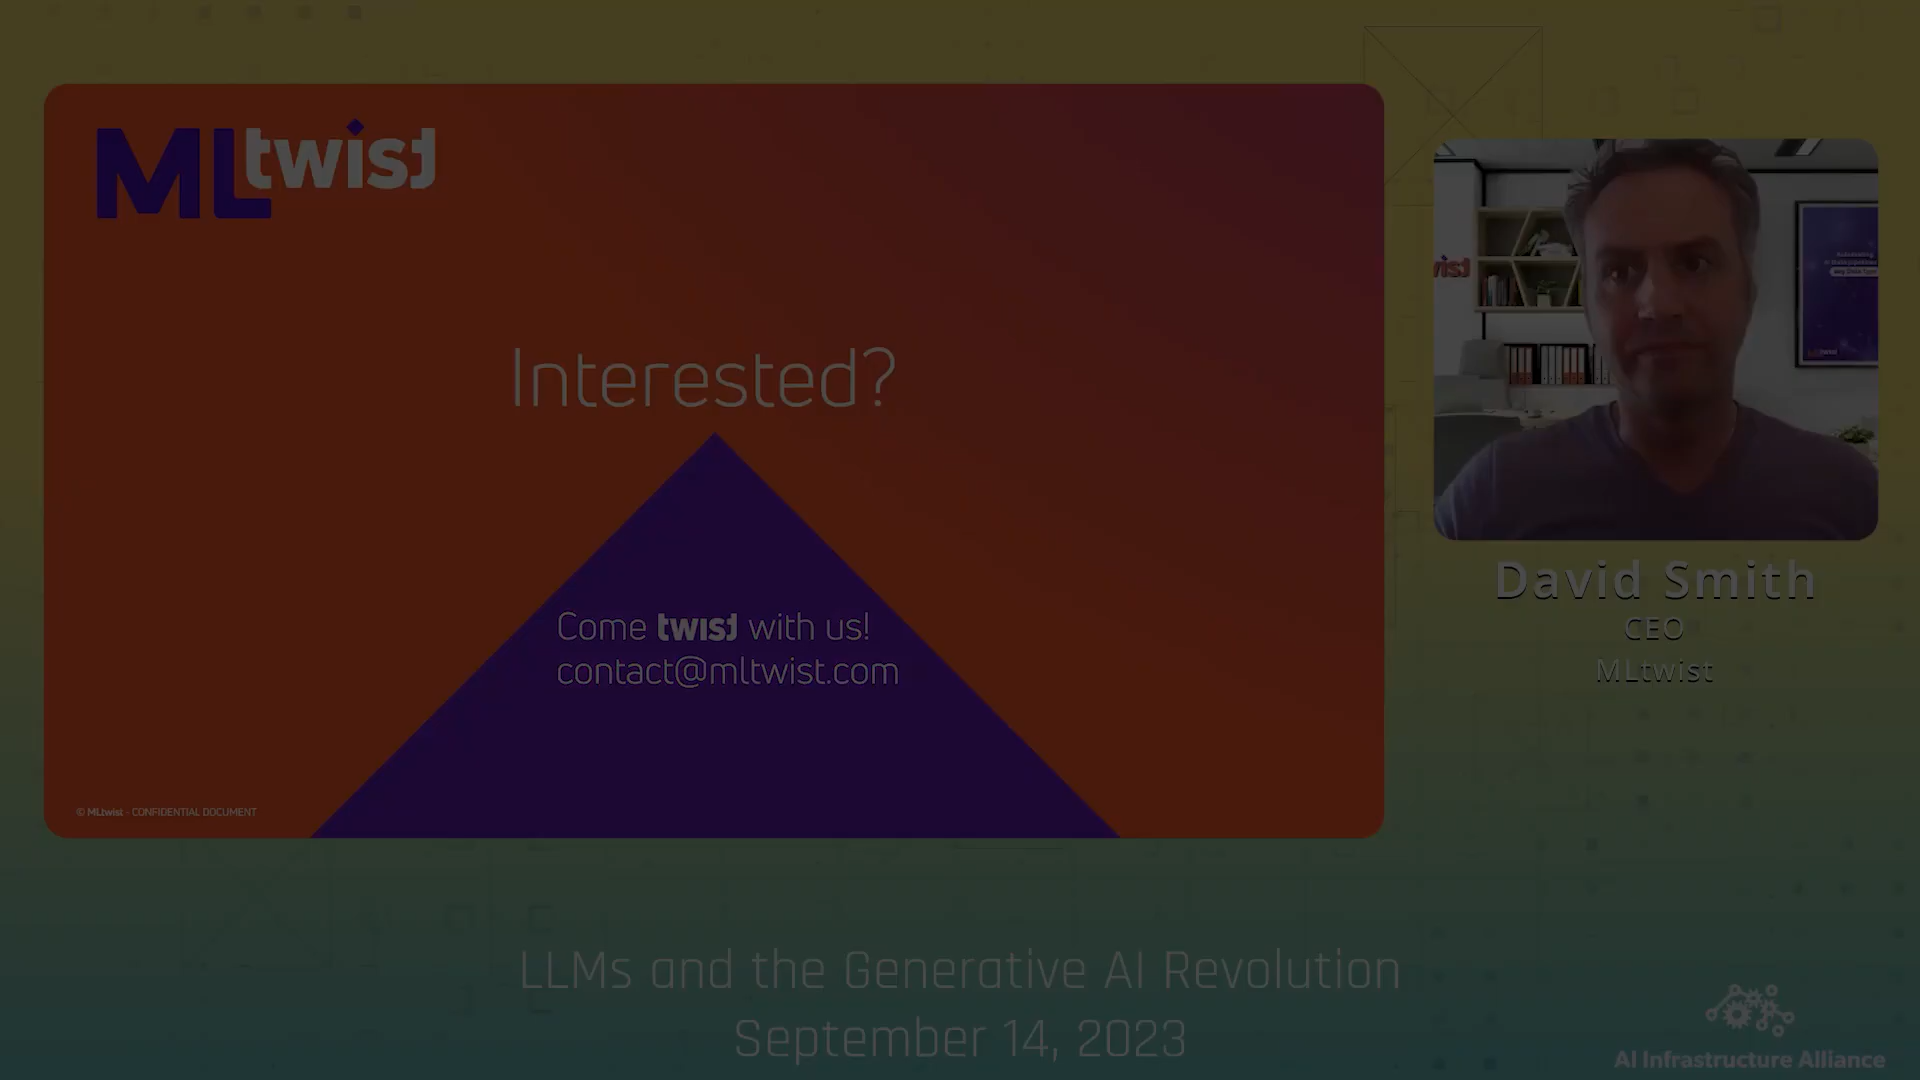 MLtwist
Interested?
Come twist with us!
contact@mltwist.com
© MLtwist - CONFIDENTIAL DOCUMENT
David Smith
CEO
MLtwist
LLMs and the Generative AI Revolution
September 14, 2023
AI Infrastructure Alliance